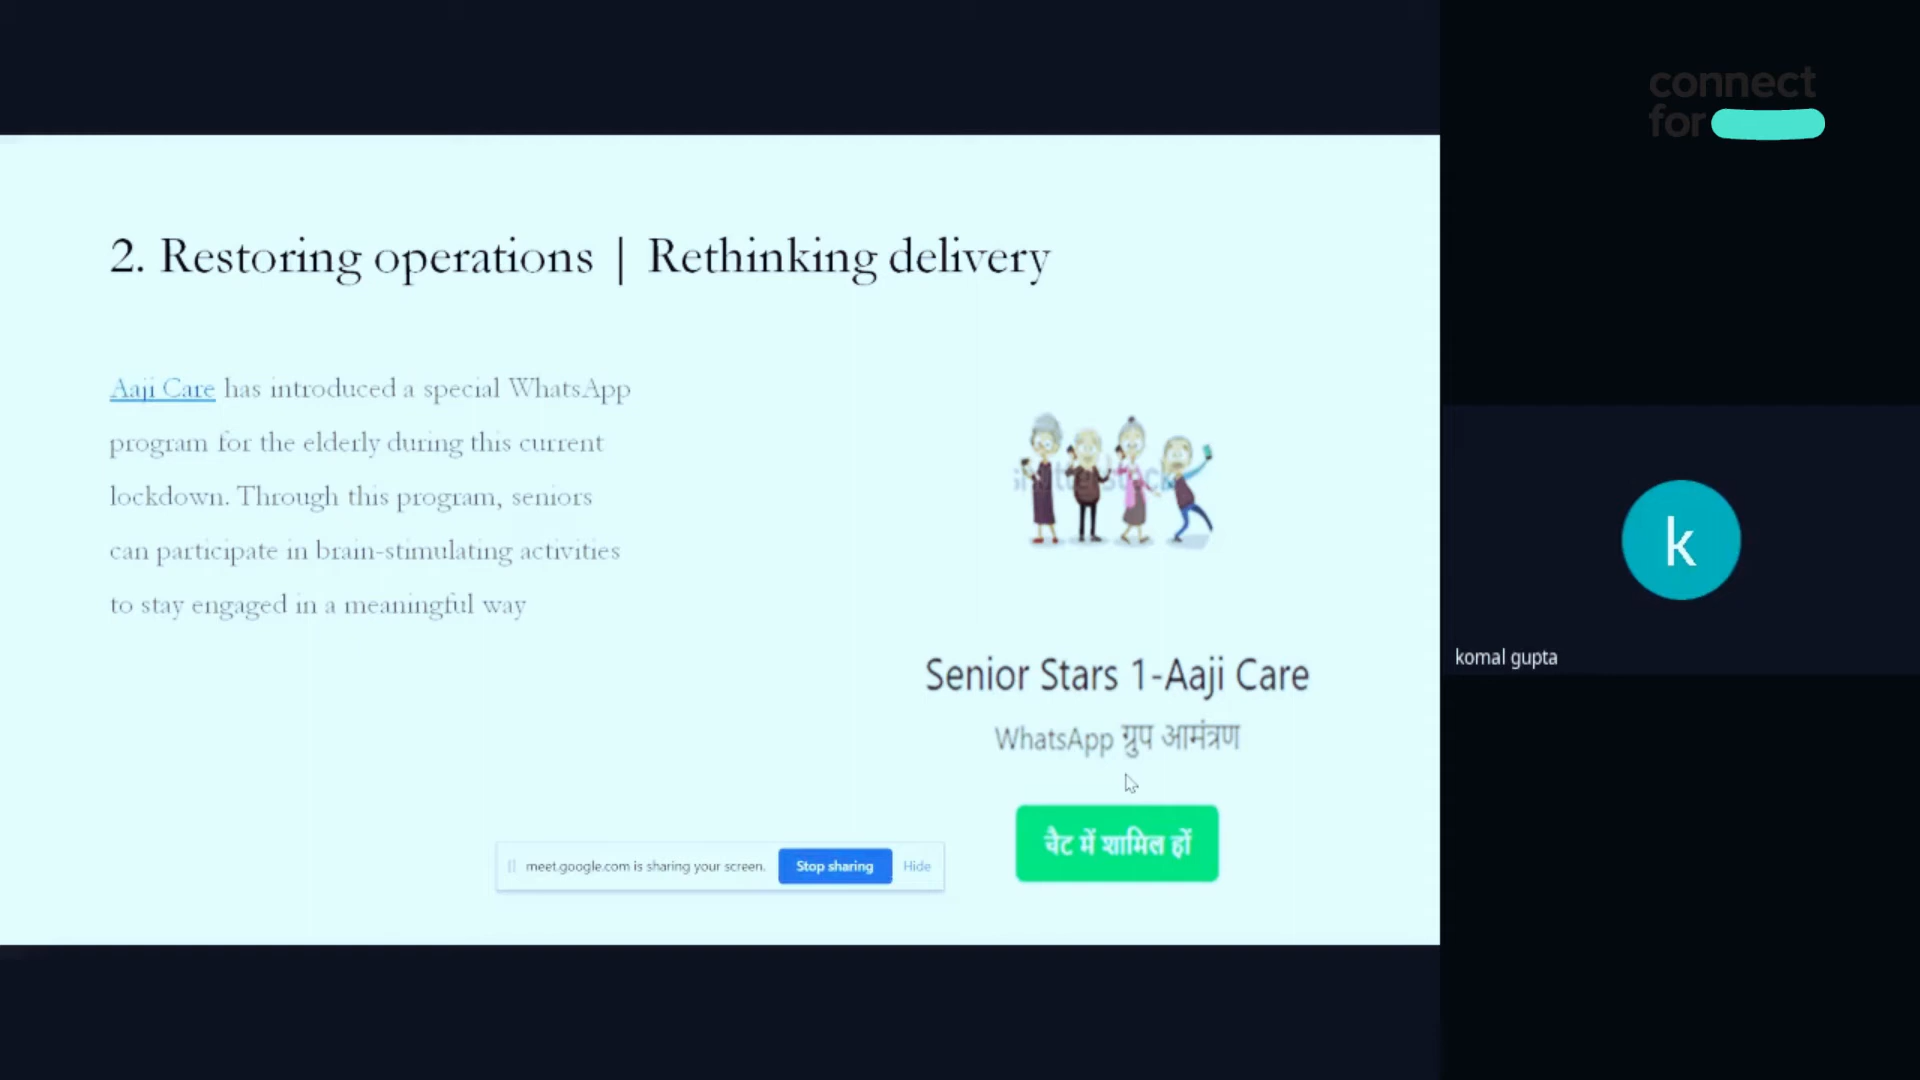 connect
for
2. Restoring operations | Rethinking delivery
Aaji Care has introduced a special WhatsApp
program for the elderly during this current
lockdown. Through this program, seniors
can participate in brain-stimulating activities
to stay engaged in a meaningful way
shutterstock
Senior Stars 1-Aaji Care
WhatsApp ग्रुप आमंत्रण
चैट में शामिल हों
meet.google.com is sharing your screen.
Stop sharing
Hide
k
komal gupta